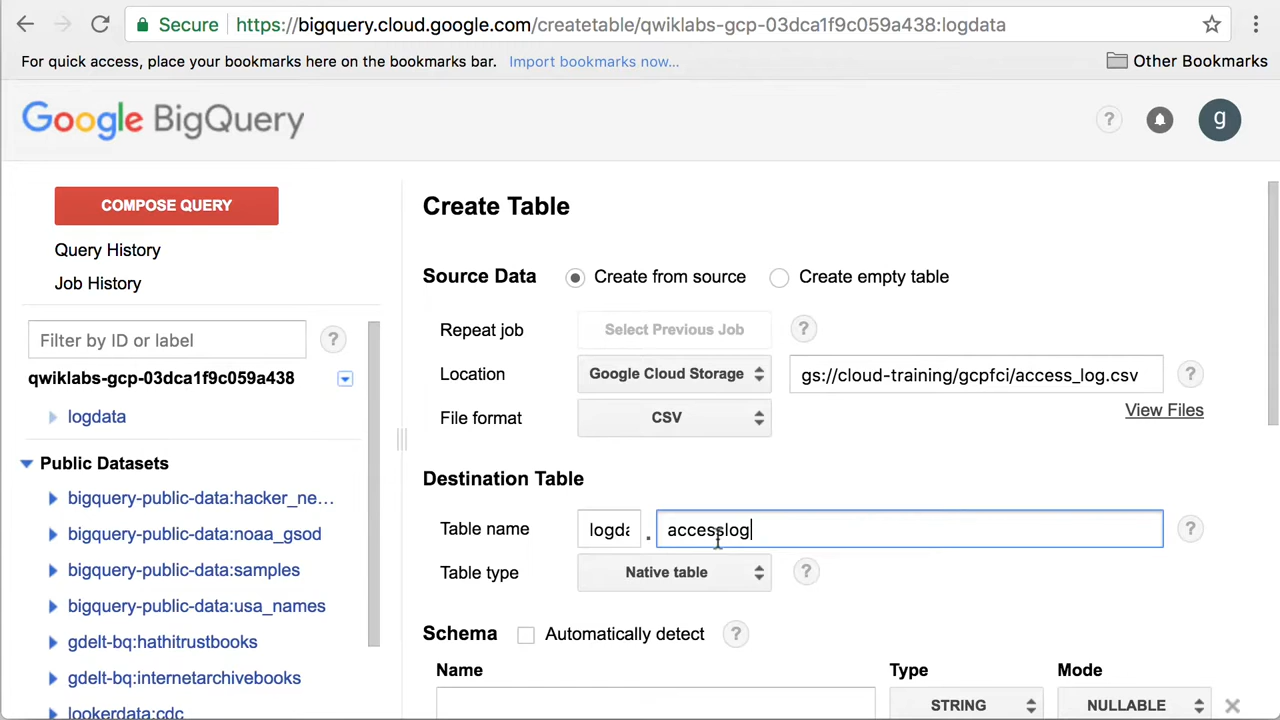 Secure https://bigquery.cloud.google.com/createtable/qwiklabs-gcp-03dca1f9c059a438:logdata
For quick access, place your bookmarks here on the bookmarks bar. Import bookmarks now... Other Bookmarks
Google BigQuery ? g
COMPOSE QUERY
Query History
Job History
Filter by ID or label ?
qwiklabs-gcp-03dca1f9c059a438
logdata
Public Datasets
bigquery-public-data:hacker_ne...
bigquery-public-data:noaa_gsod
bigquery-public-data:samples
bigquery-public-data:usa_names
gdelt-bq:hathitrustbooks
gdelt-bq:internetarchivebooks
lookerdata:cdc
Create Table
Source Data Create from source Create empty table
Repeat job Select Previous Job ?
Location Google Cloud Storage gs://cloud-training/gcpfci/access_log.csv ?
File format CSV View Files
Destination Table
Table name logda . accesslog ?
Table type Native table ?
Schema Automatically detect ?
Name Type Mode
STRING NULLABLE